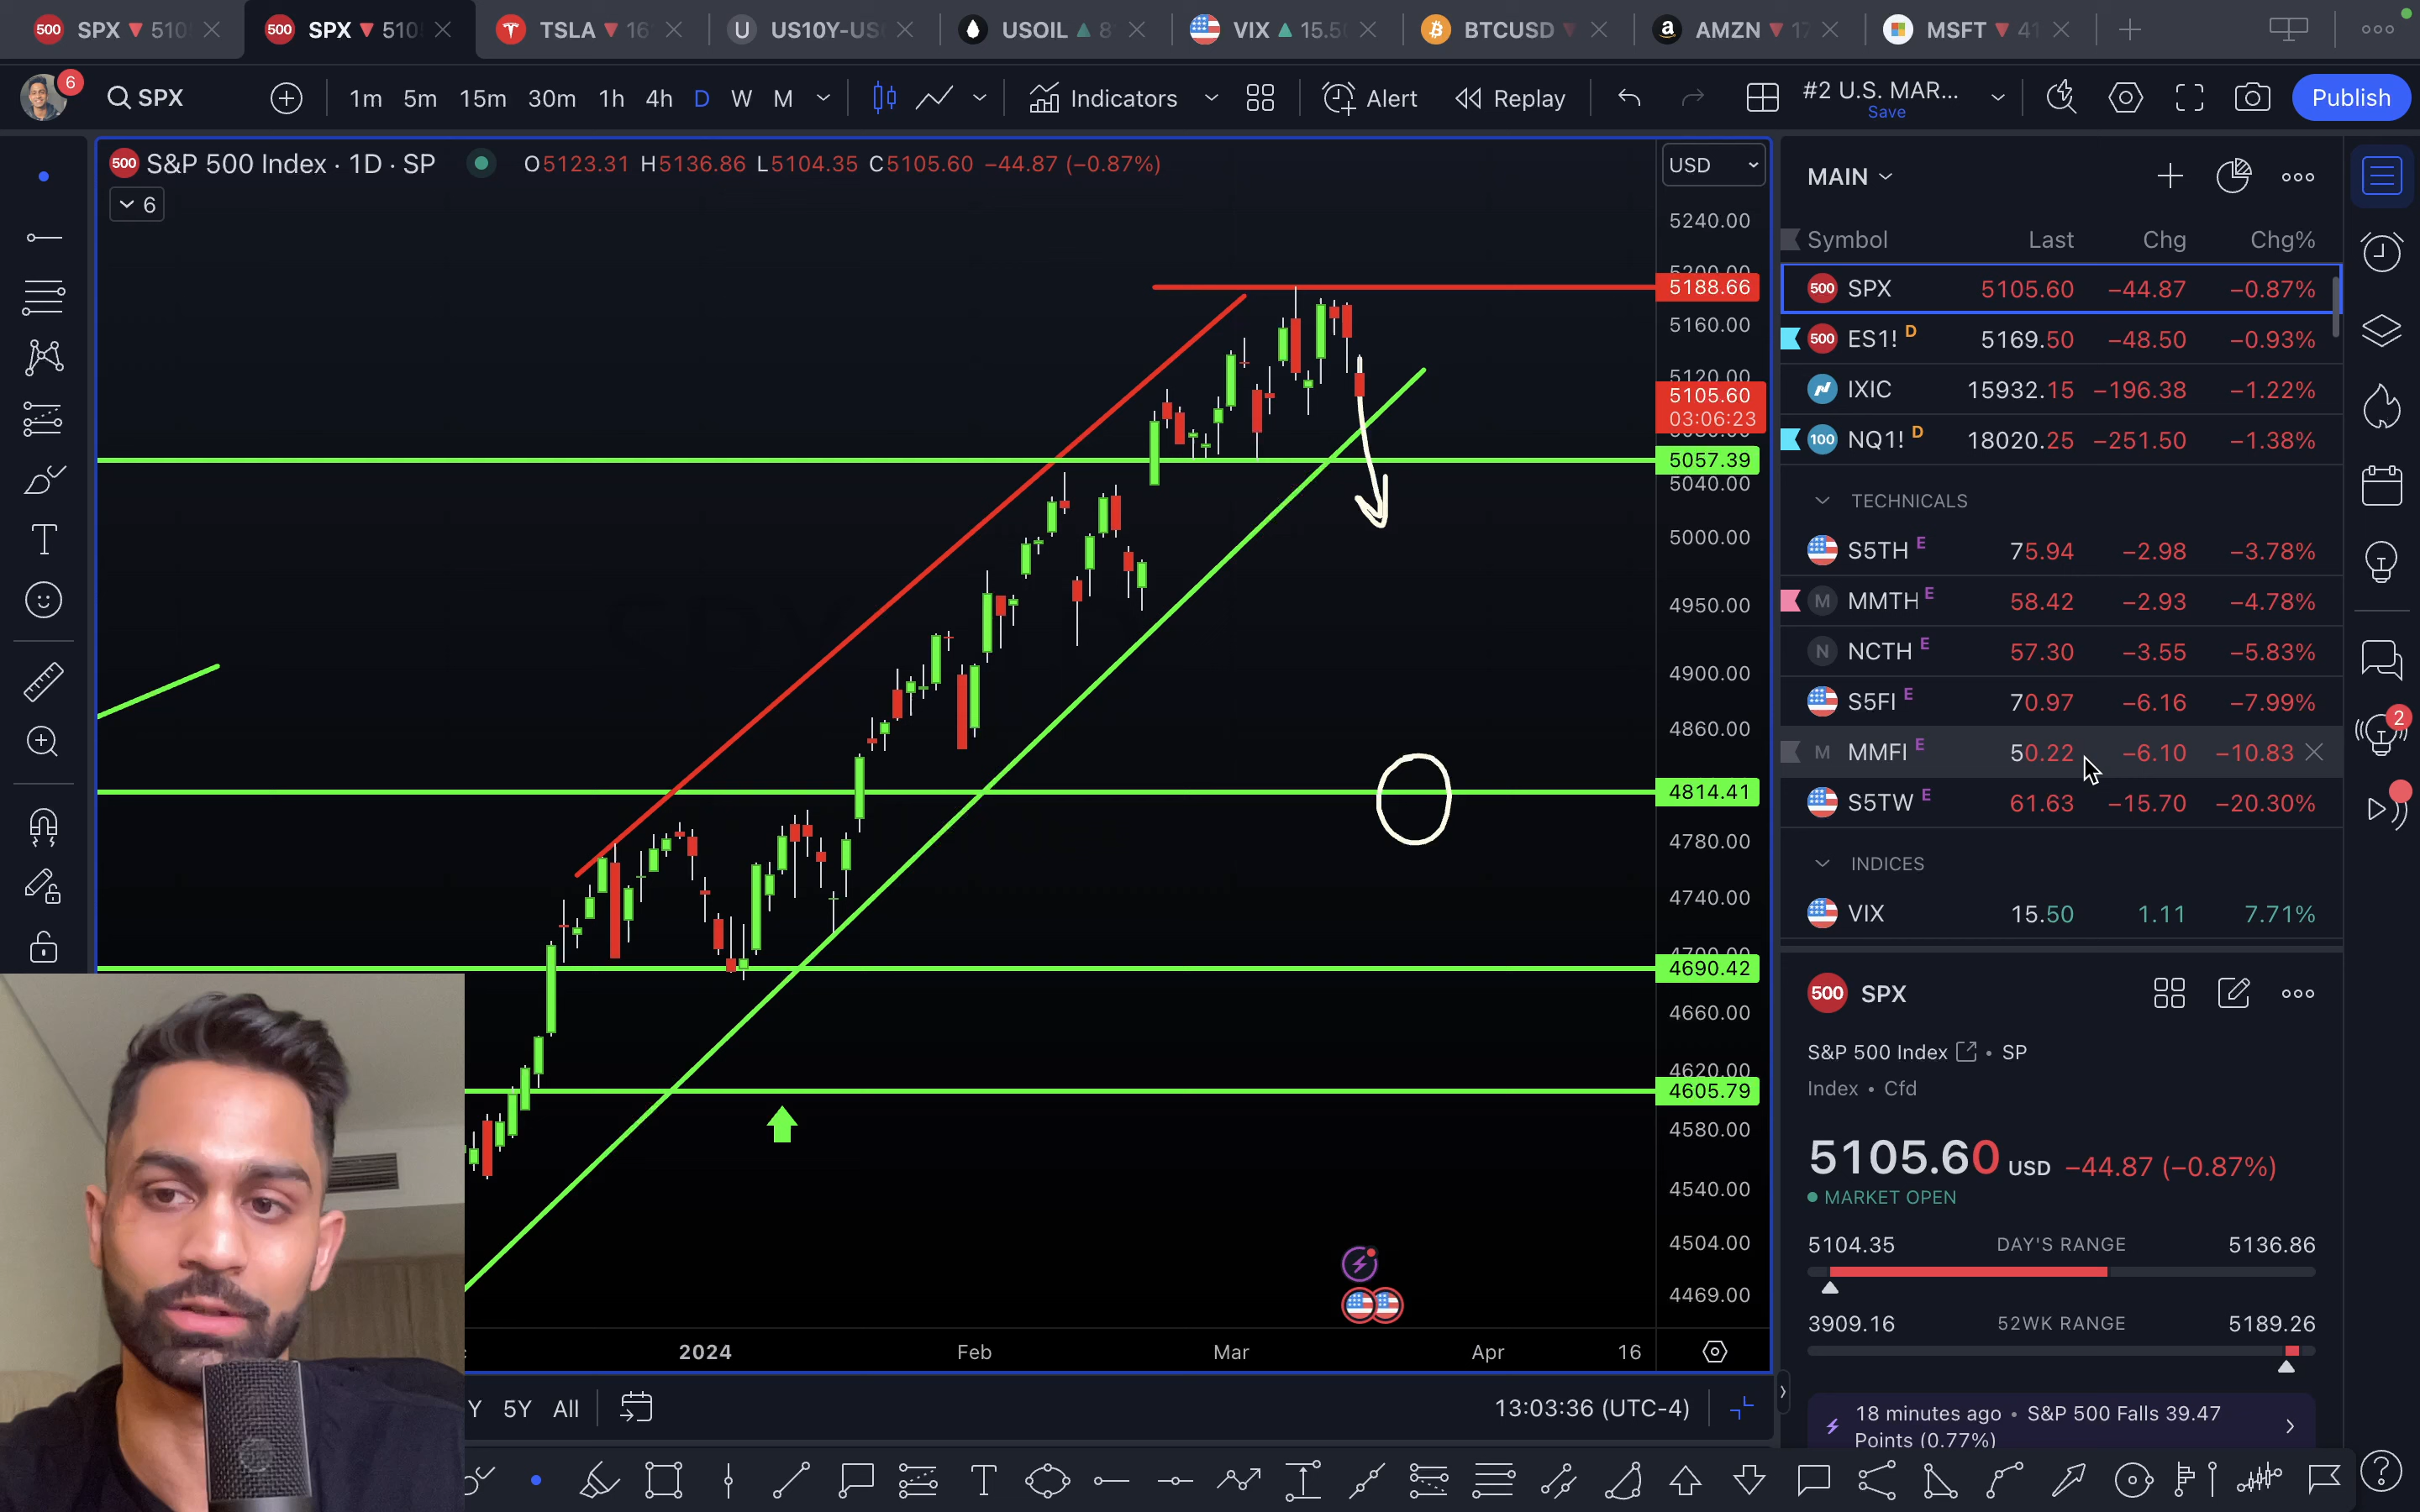 500 SPX 510 500 SPX 510 TSLA 16 U US10Y-US USOIL 8 VIX 15.5 BTCUSD a AMZN 17 MSFT 41
6 SPX 1m 5m 15m 30m 1h 4h D W M Indicators Alert Replay #2 U.S. MAR... Save Publish
500 S&P 500 Index · 1D · SP O5123.31 H5136.86 L5104.35 C5105.60 −44.87 (−0.87%)
6
USD
5240.00
5200.00
5188.66
5160.00
5120.00
5105.60
03:06:23
5057.39
5040.00
5000.00
4950.00
4900.00
4860.00
4814.41
4780.00
4740.00
4700.00
4690.42
4660.00
4620.00
4605.79
4580.00
4540.00
4504.00
4469.00
2024 Feb Mar Apr 16
Y 5Y All 13:03:36 (UTC-4)
MAIN
Symbol Last Chg Chg%
500 SPX 5105.60 −44.87 −0.87%
500 ES1! D 5169.50 −48.50 −0.93%
IXIC 15932.15 −196.38 −1.22%
100 NQ1! D 18020.25 −251.50 −1.38%
TECHNICALS
S5TH E 75.94 −2.98 −3.78%
M MMTH E 58.42 −2.93 −4.78%
N NCTH E 57.30 −3.55 −5.83%
S5FI E 70.97 −6.16 −7.99%
M MMFI E 50.22 −6.10 −10.83
S5TW E 61.63 −15.70 −20.30%
INDICES
VIX 15.50 1.11 7.71%
500 SPX
S&P 500 Index • SP
Index • Cfd
5105.60 USD −44.87 (−0.87%)
MARKET OPEN
5104.35 DAY'S RANGE 5136.86
3909.16 52WK RANGE 5189.26
18 minutes ago • S&P 500 Falls 39.47
Points (0.77%)
2
T
T
?